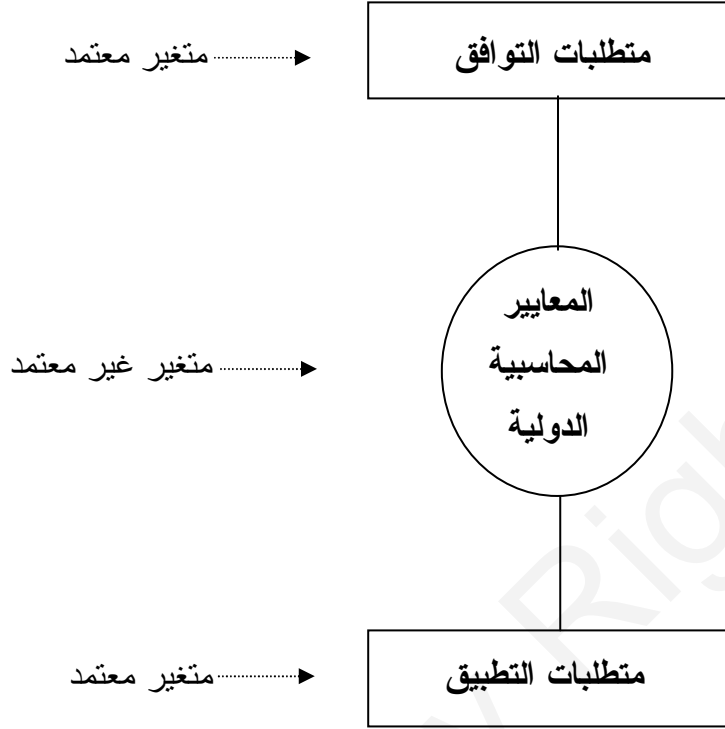 متطلبات التوافق
متغير معتمد
المعايير
المحاسبية
الدولية
متغير غير معتمد
متطلبات التطبيق
متغير معتمد